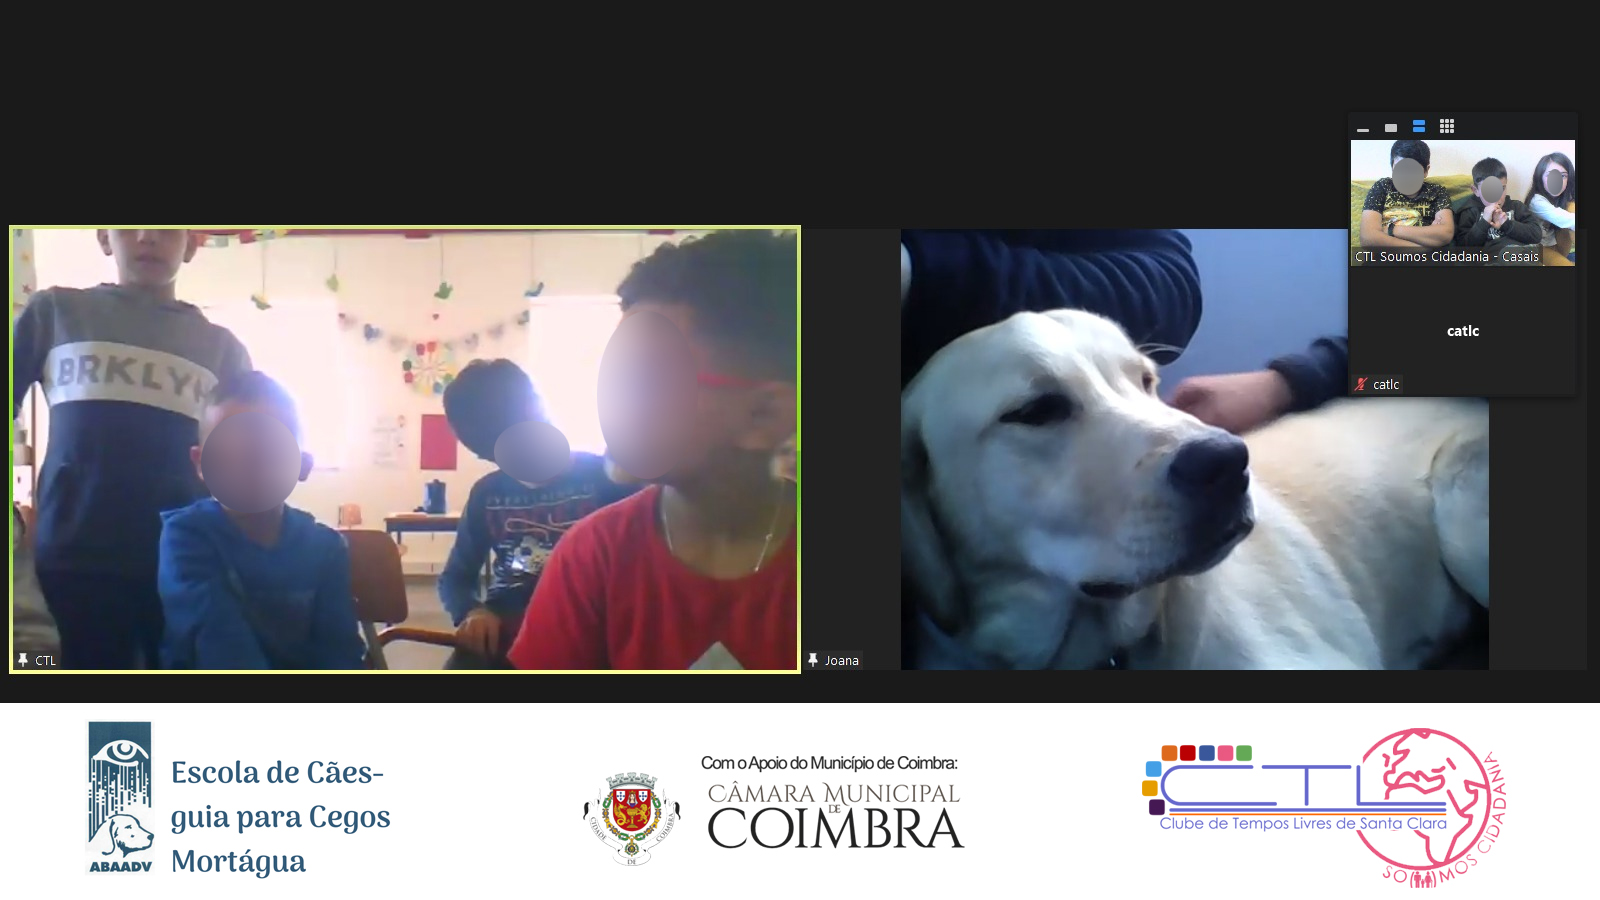 CTL Soumos Cidadania - Casais
catlc
catlc
BRKLYN
CTL
Joana
Escola de Cães-
guia para Cegos
Mortágua
ABAADV
Com o Apoio do Município de Coimbra:
CÂMARA MUNICIPAL
DE
COIMBRA
CIDADE
DE
COIMBRA
CTL
Clube de Tempos Livres de Santa Clara
SOMOS CIDADANIA